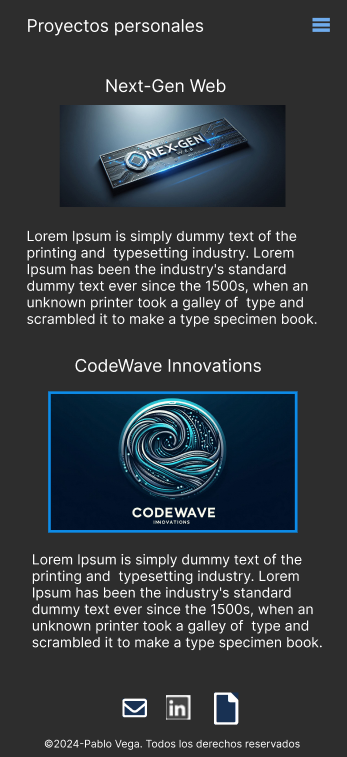 Proyectos personales
Next-Gen Web
NEX-GEN
WEB
Lorem Ipsum is simply dummy text of the
printing and  typesetting industry. Lorem
Ipsum has been the industry's standard
dummy text ever since the 1500s, when an
unknown printer took a galley of  type and
scrambled it to make a type specimen book.
CodeWave Innovations
CODEWAVE
INNOVATIONS
Lorem Ipsum is simply dummy text of the
printing and  typesetting industry. Lorem
Ipsum has been the industry's standard
dummy text ever since the 1500s, when an
unknown printer took a galley of  type and
scrambled it to make a type specimen book.
in
©2024-Pablo Vega. Todos los derechos reservados